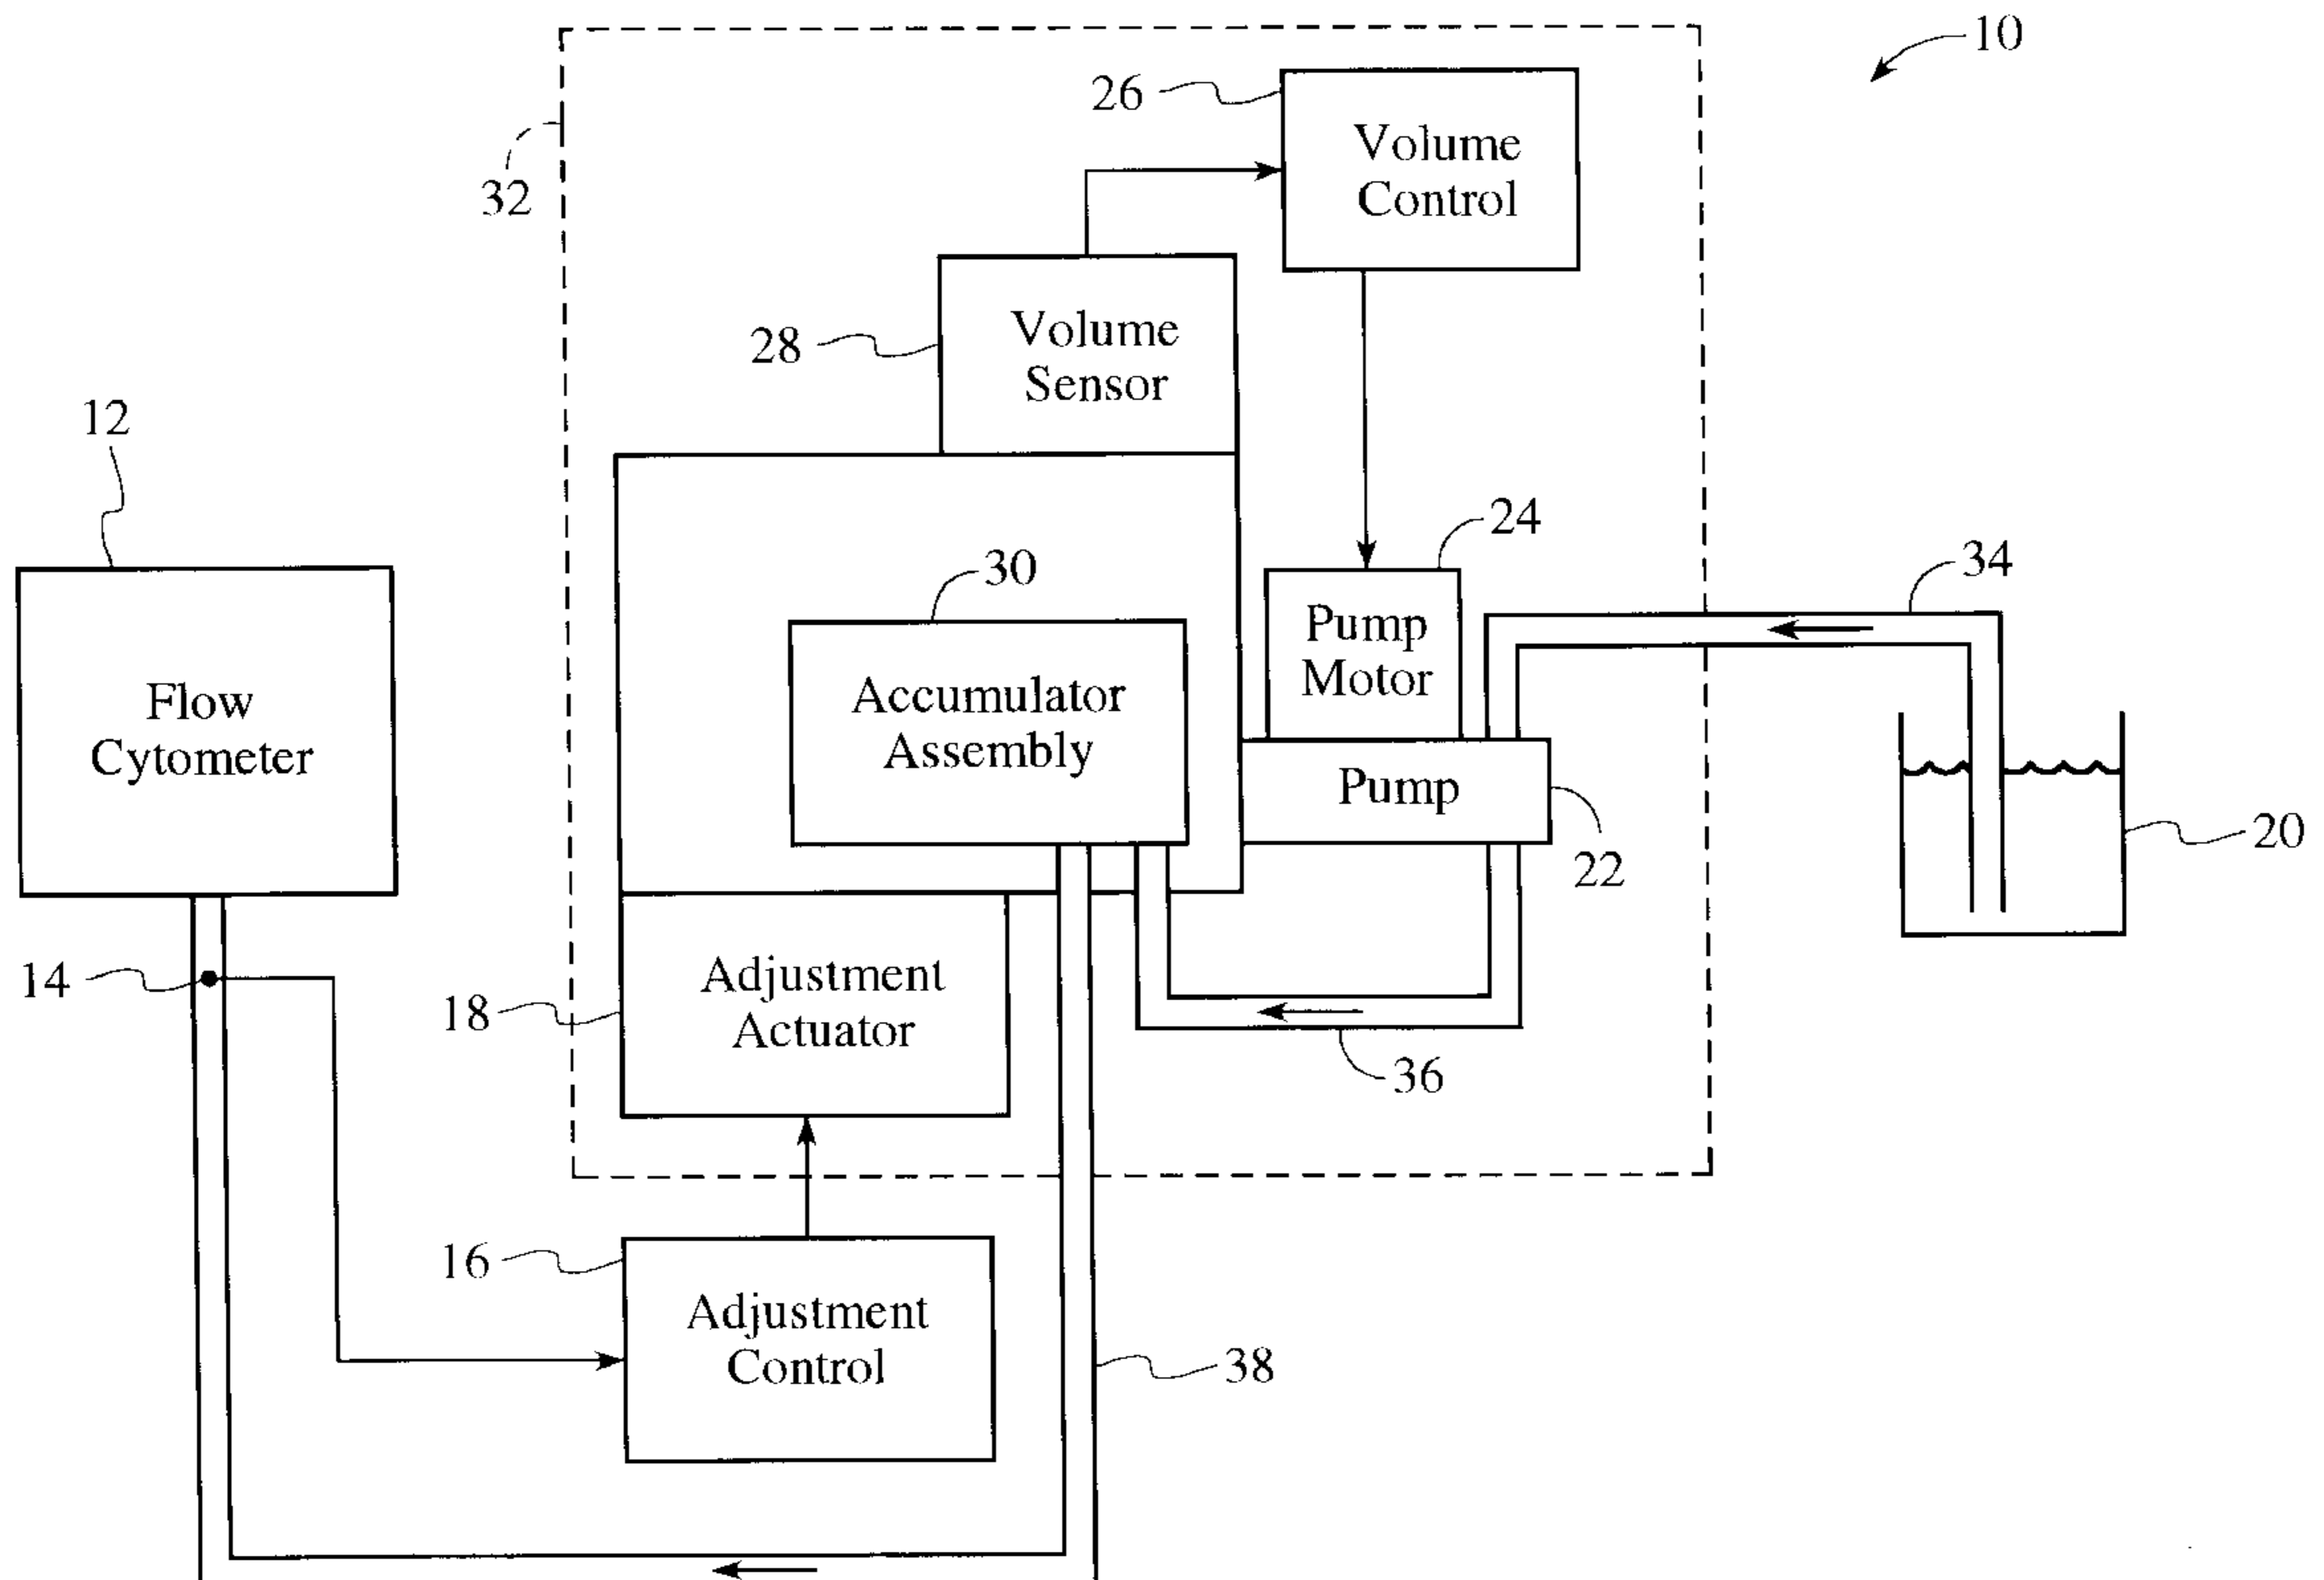 10
26
Volume
Control
32
28
Volume
Sensor
12
24
34
30
Pump
Motor
Flow
Cytometer
Accumulator
Assembly
Pump
20
22
14
18
Adjustment
Actuator
36
16
Adjustment
Control
38